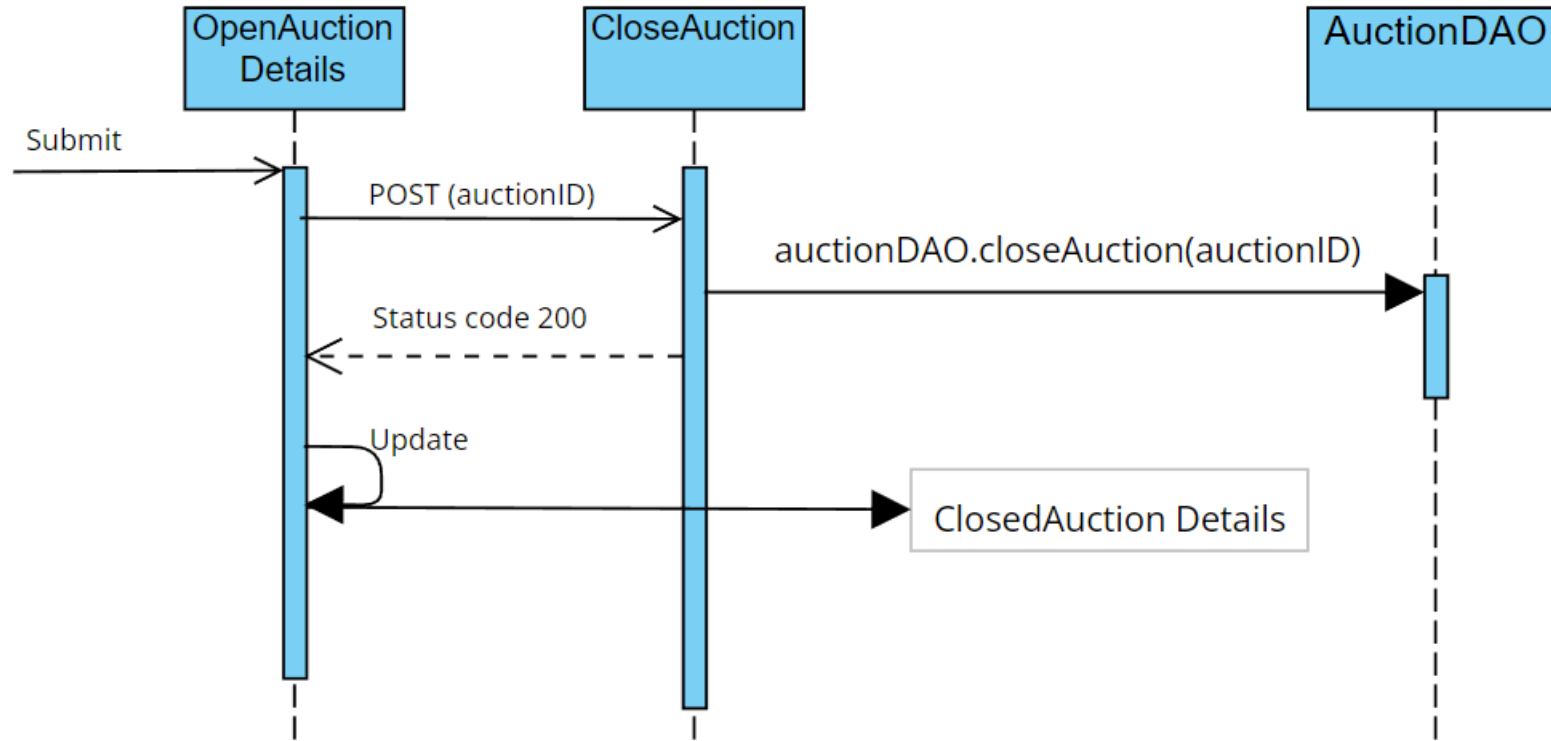 OpenAuction
Details
CloseAuction
AuctionDAO
Submit
POST (auctionID)
auctionDAO.closeAuction(auctionID)
Status code 200
Update
ClosedAuction Details